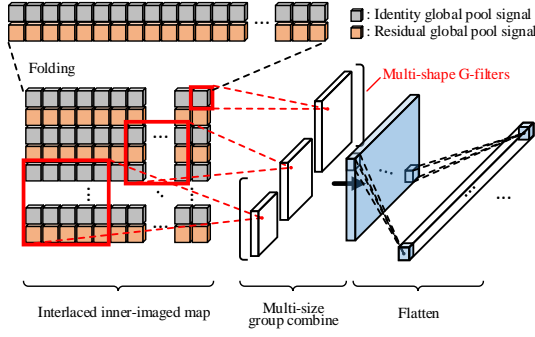 : Identity global pool signal
: Residual global pool signal
Folding
Multi-shape G-filters
Interlaced inner-imaged map
Multi-size
group combine
Flatten